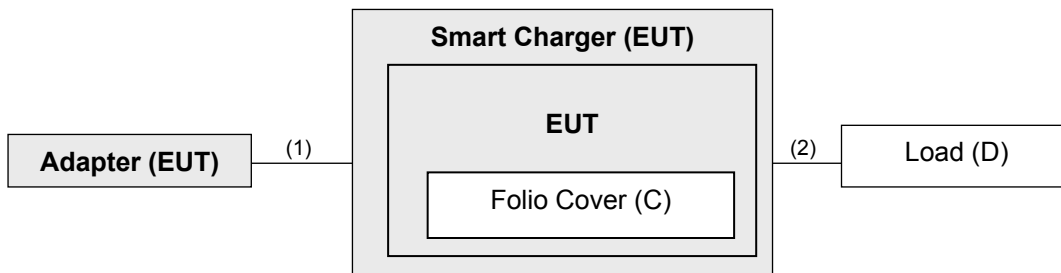 Smart Charger (EUT)
EUT
Adapter (EUT)
(1)
(2)
Load (D)
Folio Cover (C)